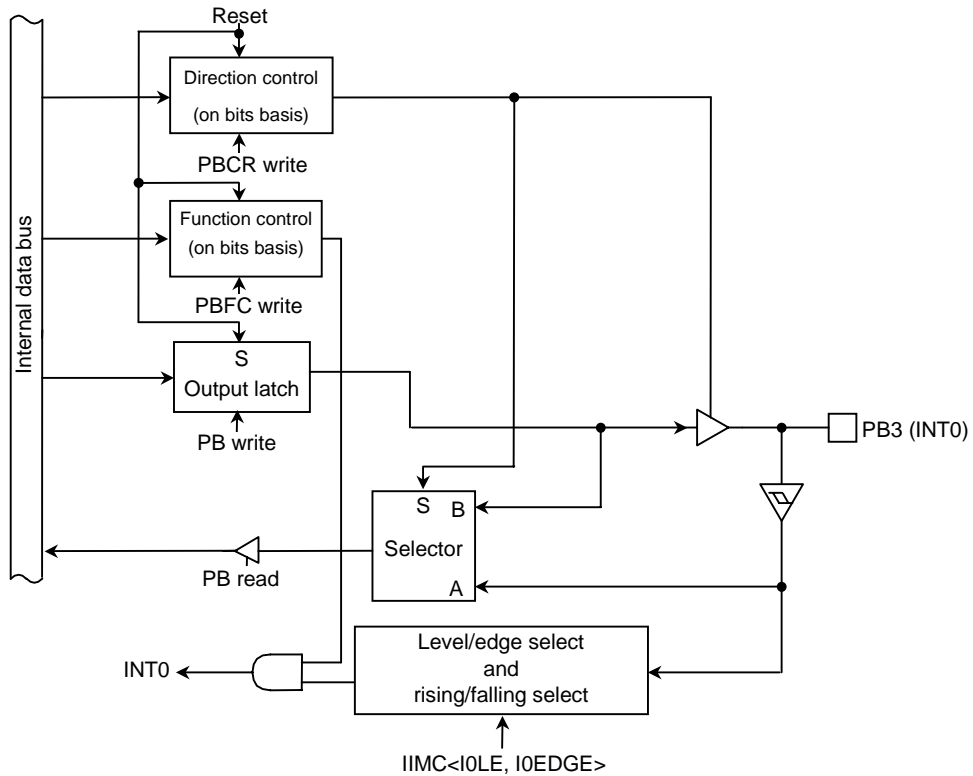 Reset
Direction control
(on bits basis)
PBCR write
Function control
(on bits basis)
PBFC write
Internal data bus
S
Output latch
PB write
PB3 (INT0)
S
B
Selector
A
PB read
Level/edge select
and
rising/falling select
INT0
IIMC<I0LE, I0EDGE>